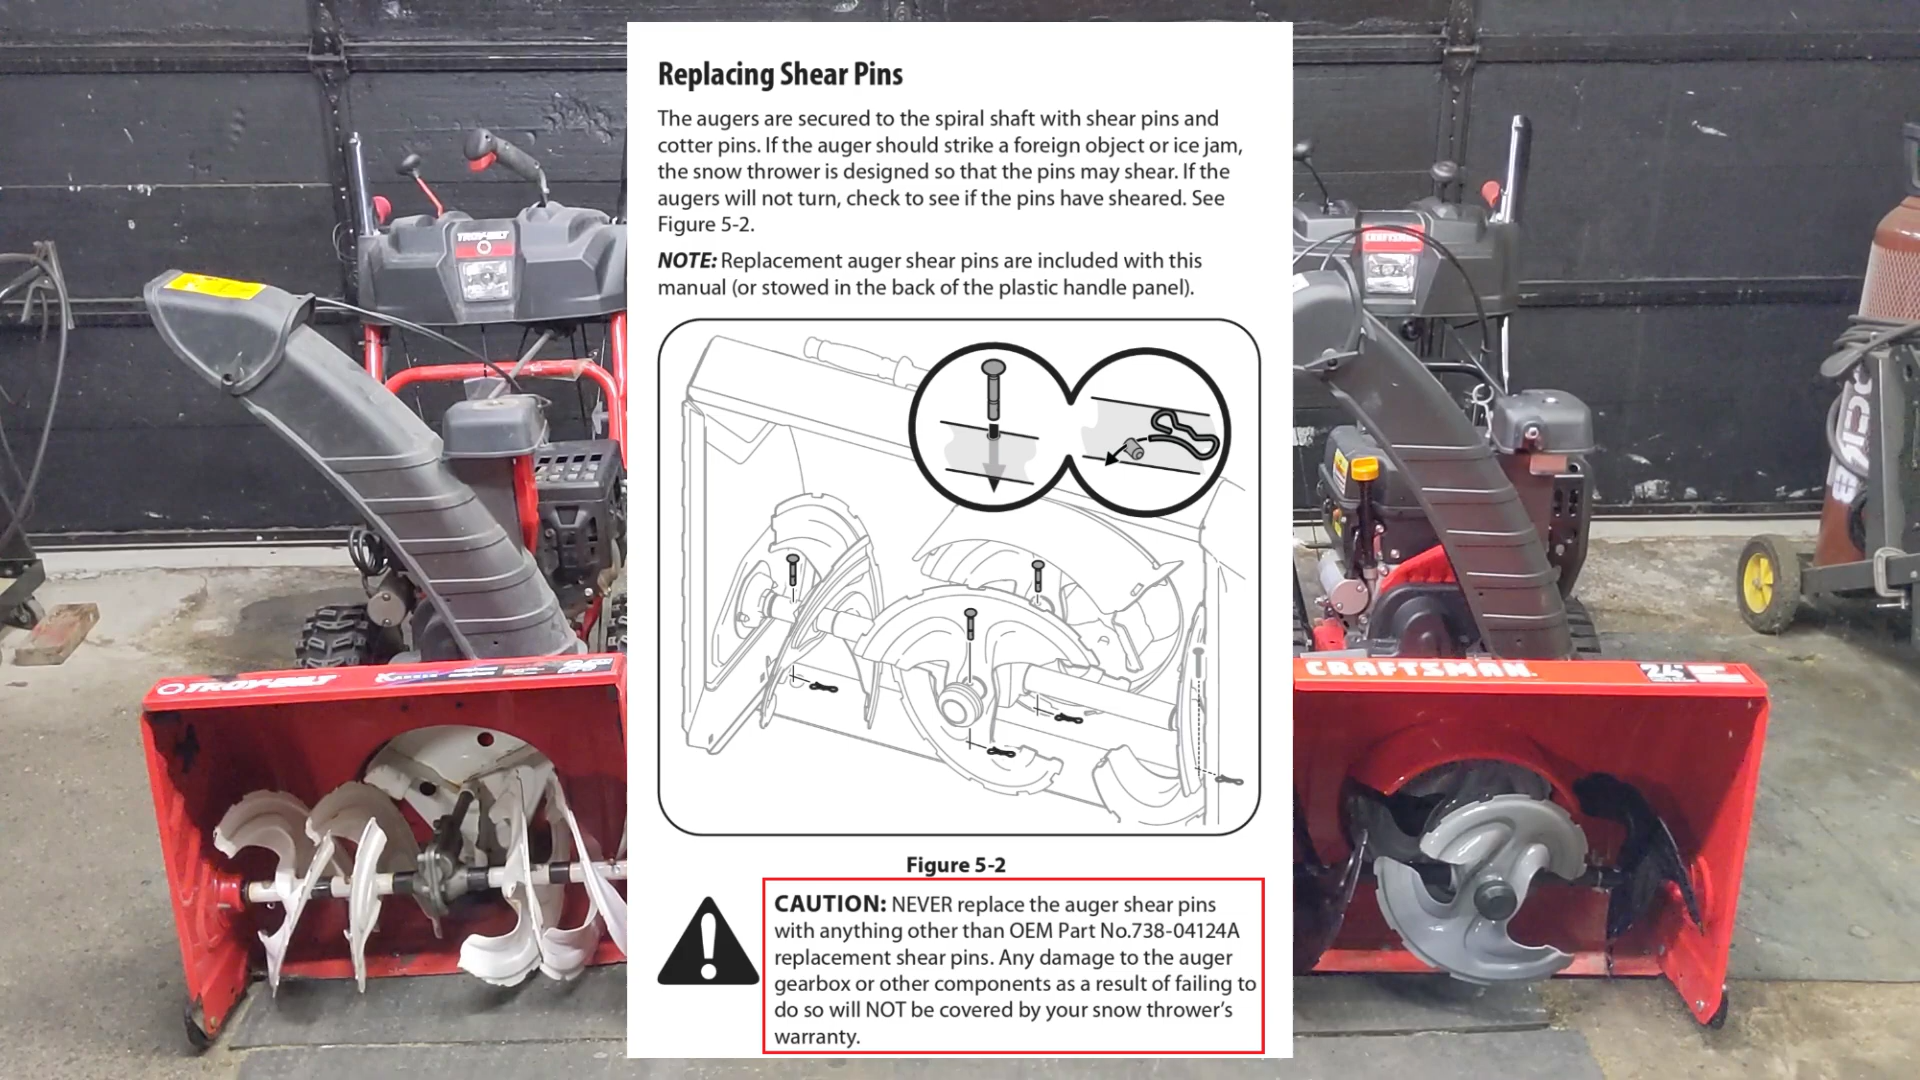 Replacing Shear Pins
The augers are secured to the spiral shaft with shear pins and
cotter pins. If the auger should strike a foreign object or ice jam,
the snow thrower is designed so that the pins may shear. If the
augers will not turn, check to see if the pins have sheared. See
Figure 5-2.
NOTE: Replacement auger shear pins are included with this
manual (or stowed in the back of the plastic handle panel).
Figure 5-2
CAUTION: NEVER replace the auger shear pins
with anything other than OEM Part No.738-04124A
replacement shear pins. Any damage to the auger
gearbox or other components as a result of failing to
do so will NOT be covered by your snow thrower’s
warranty.
TROY-BILT
TROY-BILT
CRAFTSMAN
CRAFTSMAN
24"